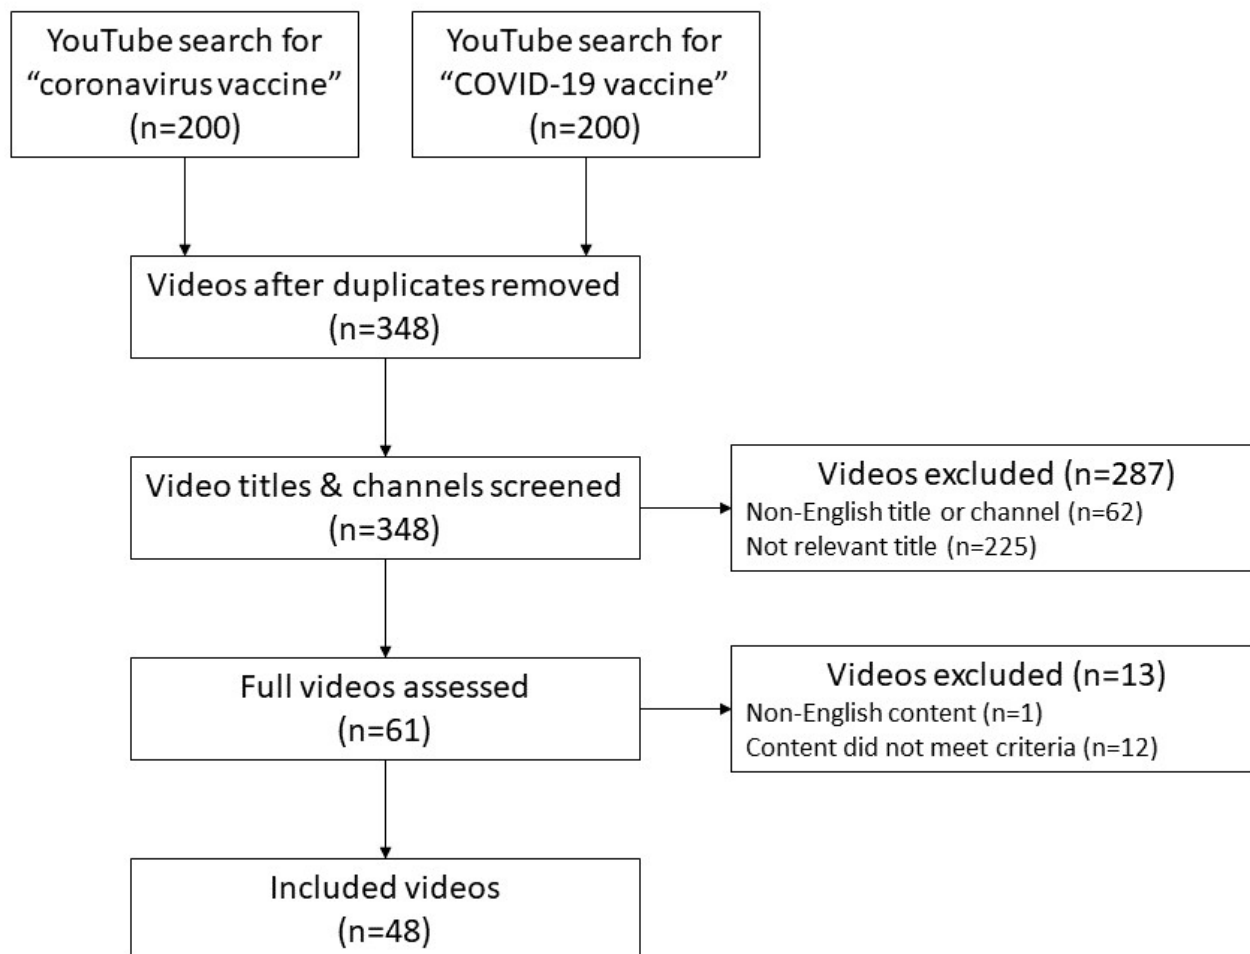 YouTube search for
“coronavirus vaccine”
(n=200)
YouTube search for
“COVID-19 vaccine”
(n=200)
Videos after duplicates removed
(n=348)
Video titles & channels screened
(n=348)
Videos excluded (n=287)
Non-English title or channel (n=62)
Not relevant title (n=225)
Full videos assessed
(n=61)
Videos excluded (n=13)
Non-English content (n=1)
Content did not meet criteria (n=12)
Included videos
(n=48)